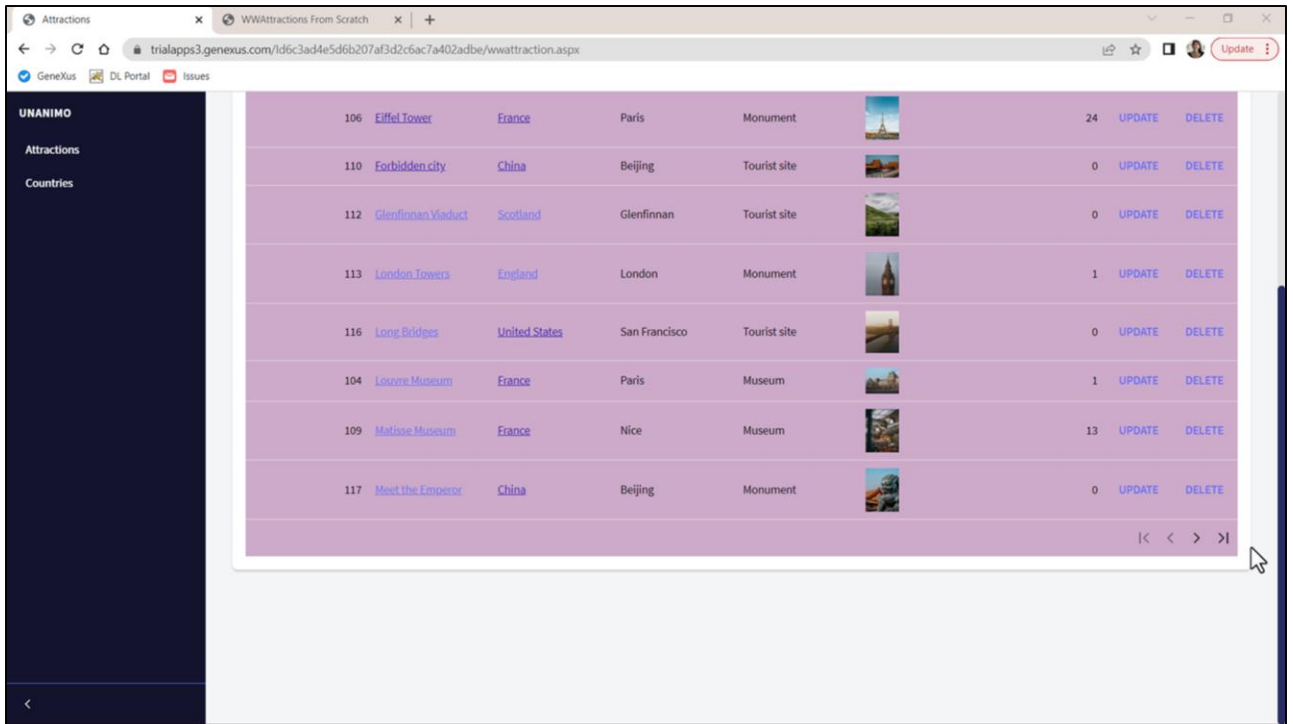 Attractions
WWAttractions From Scratch
trialapps3.genexus.com/Id6c3ad4e5d6b207af3d2c6ac7a402adbe/wwattraction.aspx
Update
GeneXus DL Portal Issues
UNANIMO
Attractions
Countries
106 Eiffel Tower France Paris Monument 24 UPDATE DELETE
110 Forbidden city China Beijing Tourist site 0 UPDATE DELETE
112 Glenfinnan Viaduct Scotland Glenfinnan Tourist site 0 UPDATE DELETE
113 London Towers England London Monument 1 UPDATE DELETE
116 Long Bridges United States San Francisco Tourist site 0 UPDATE DELETE
104 Louvre Museum France Paris Museum 1 UPDATE DELETE
109 Matisse Museum France Nice Museum 13 UPDATE DELETE
117 Meet the Emperor China Beijing Monument 0 UPDATE DELETE